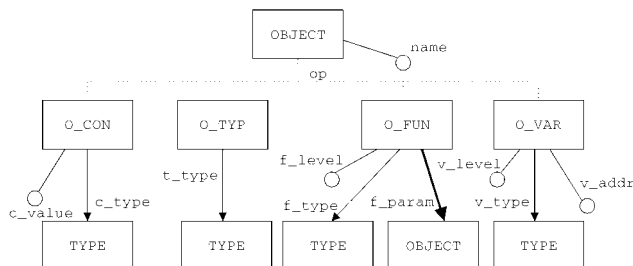 OBJECT
name
op
O_CON O_TYP O_FUN O_VAR
f_level v_level
t_type v_addr
c_value c_type f_type f_param v_type
TYPE TYPE TYPE OBJECT TYPE